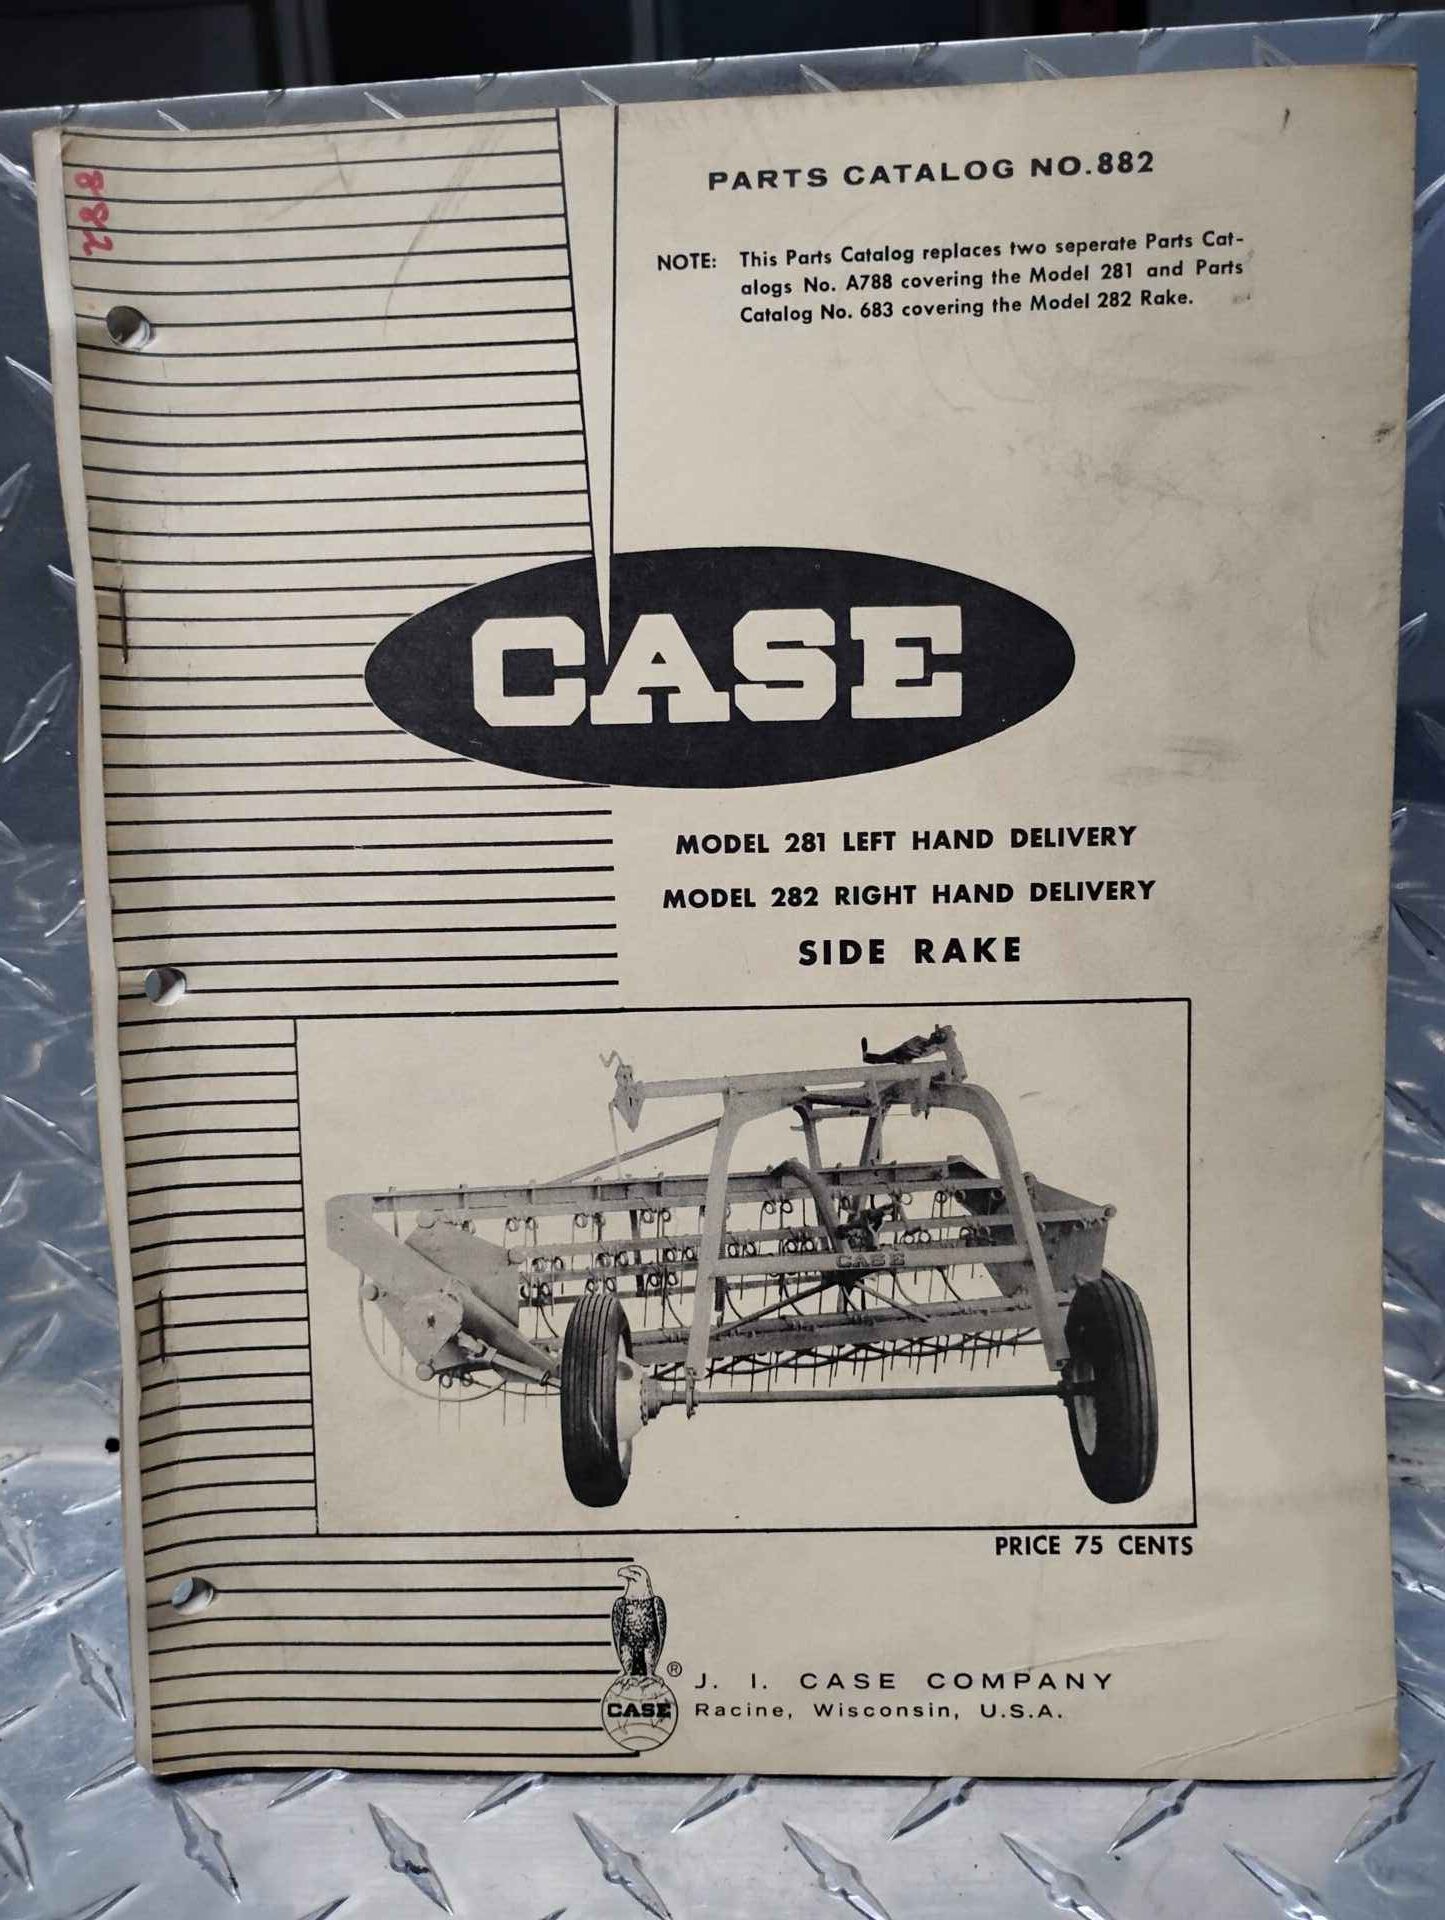 882
PARTS CATALOG NO.882
NOTE: This Parts Catalog replaces two seperate Parts Cat-
alogs No. A788 covering the Model 281 and Parts
Catalog No. 683 covering the Model 282 Rake.
CASE
MODEL 281 LEFT HAND DELIVERY
MODEL 282 RIGHT HAND DELIVERY
SIDE RAKE
CASE
PRICE 75 CENTS
®
CASE
J. I. CASE COMPANY
Racine, Wisconsin, U.S.A.